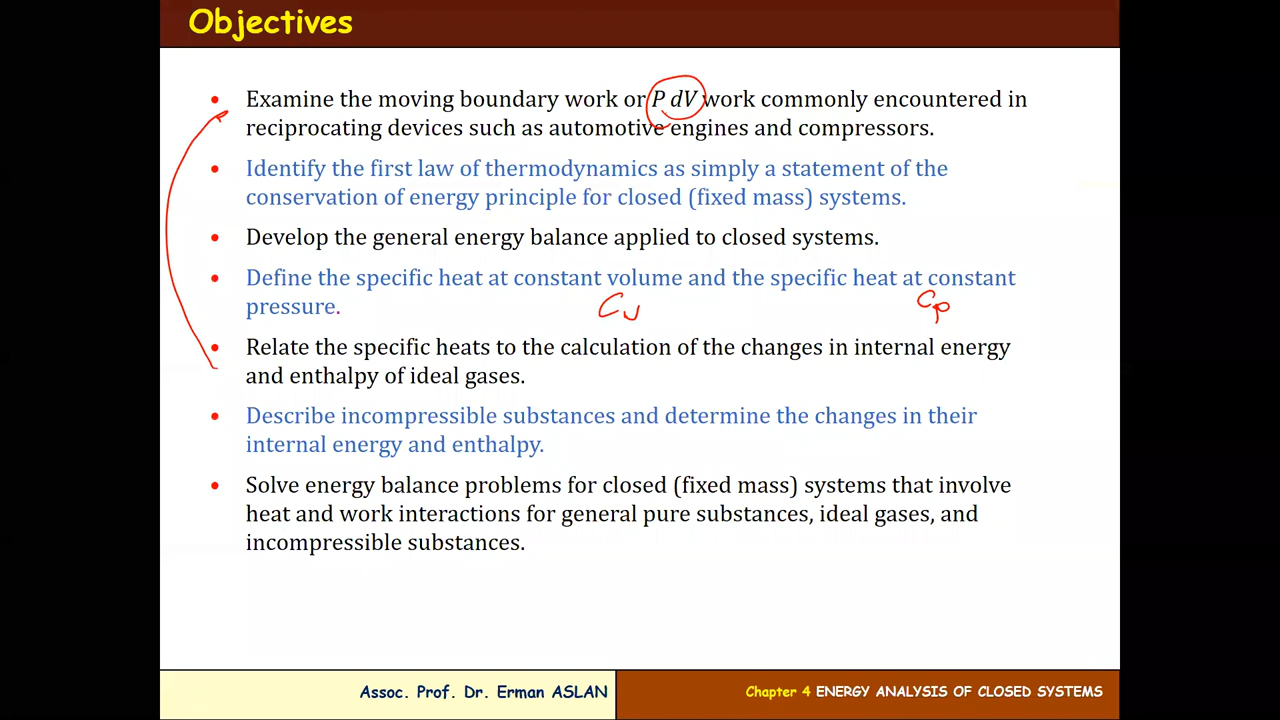 Objectives
• Examine the moving boundary work or P dV work commonly encountered in
reciprocating devices such as automotive engines and compressors.
• Identify the first law of thermodynamics as simply a statement of the
conservation of energy principle for closed (fixed mass) systems.
• Develop the general energy balance applied to closed systems.
• Define the specific heat at constant volume and the specific heat at constant
pressure.
Cv Cp
• Relate the specific heats to the calculation of the changes in internal energy
and enthalpy of ideal gases.
• Describe incompressible substances and determine the changes in their
internal energy and enthalpy.
• Solve energy balance problems for closed (fixed mass) systems that involve
heat and work interactions for general pure substances, ideal gases, and
incompressible substances.
Assoc. Prof. Dr. Erman ASLAN
Chapter 4 ENERGY ANALYSIS OF CLOSED SYSTEMS